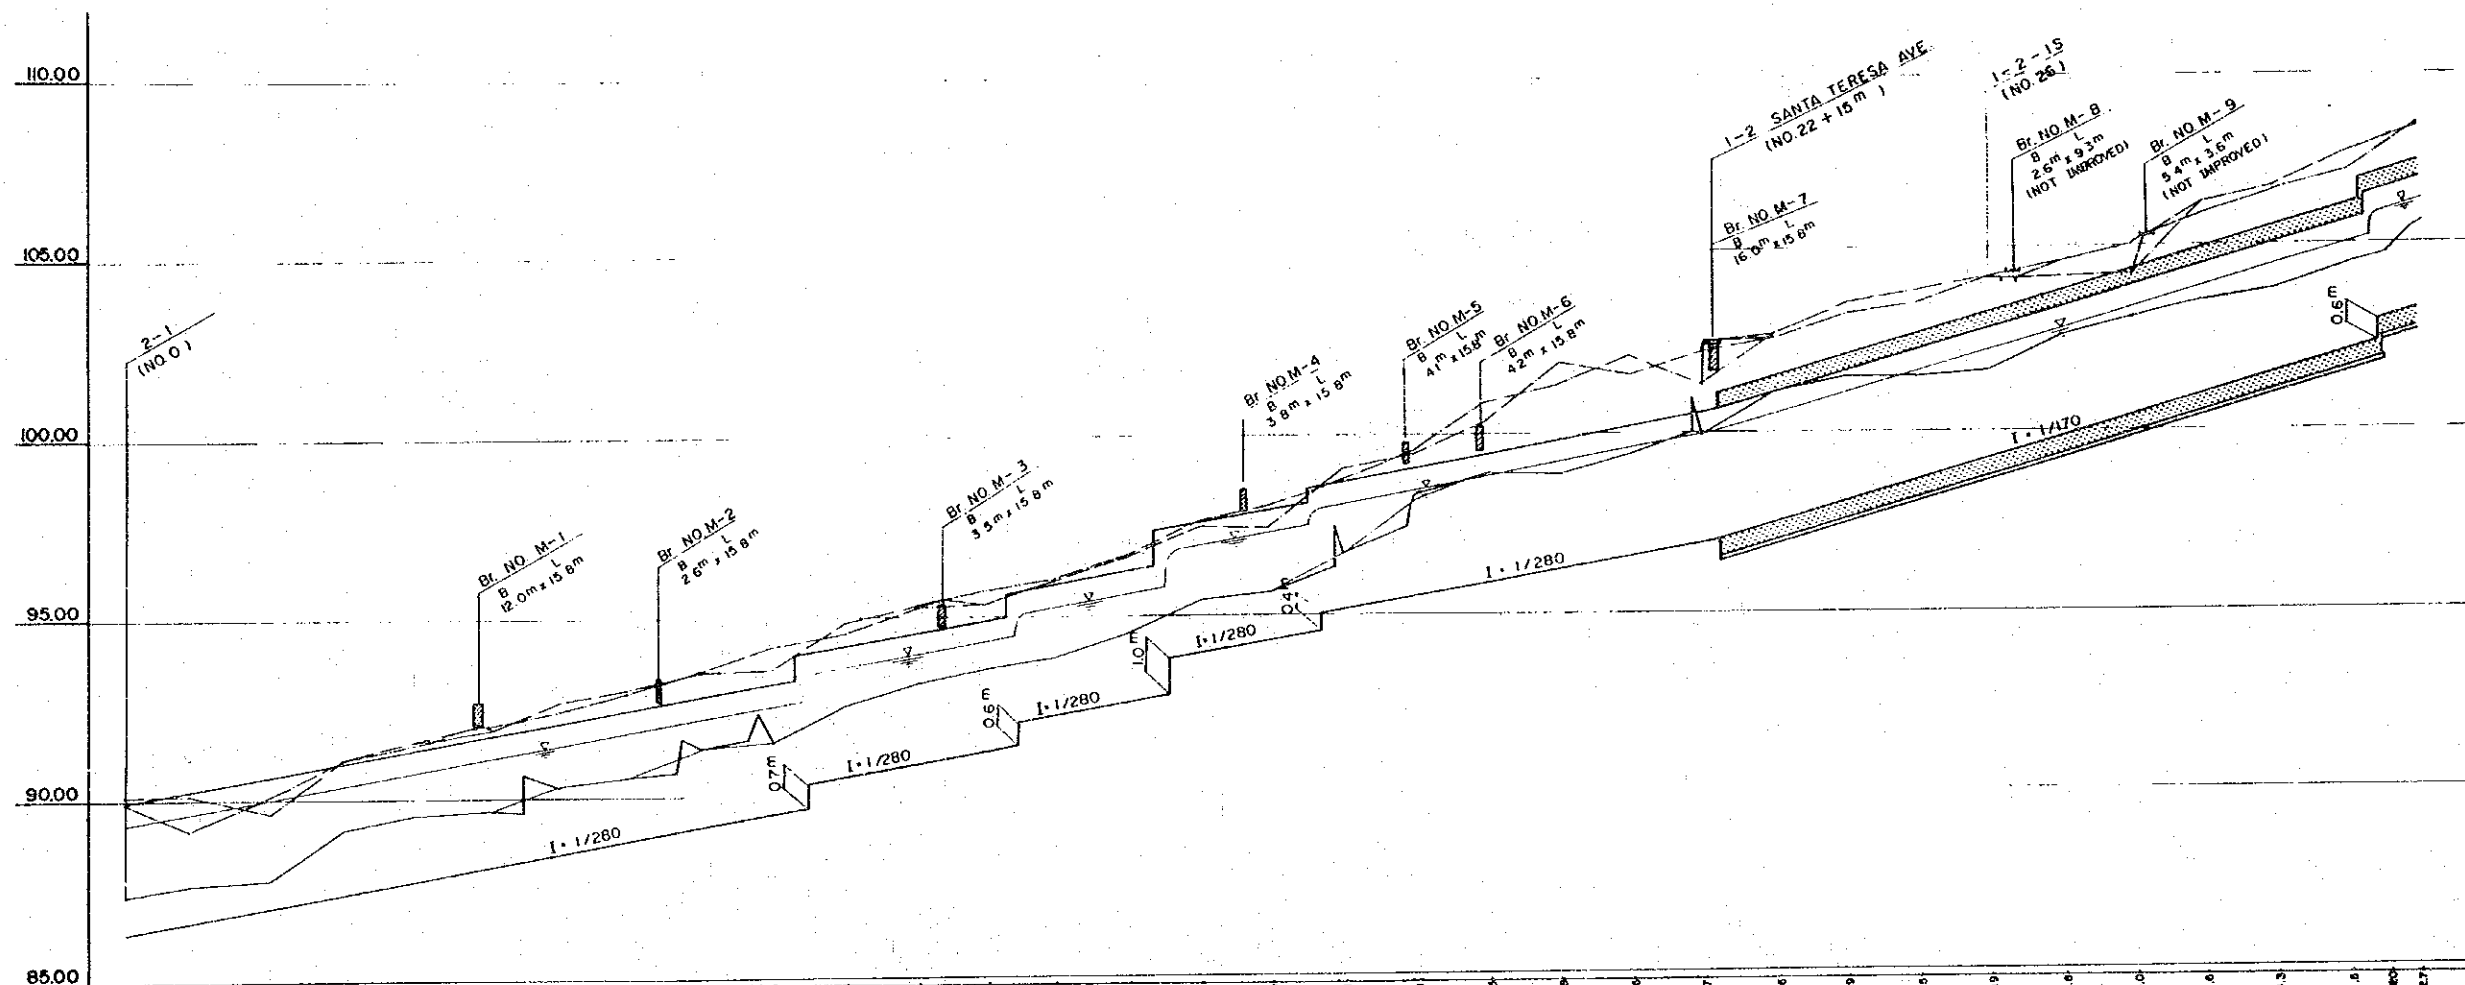 110.00
105.00
100.00
95.00
90.00
85.00
2-1
(NO.0)
Br. NO. M-1
B L
12.0m x 15.8m
Br. NO.M-2
B L
2.6m x 15.8m
Br. NO.M-3
B L
3.5m x 15.8m
Br. NO.M-4
B L
3.8m x 15.8m
Br. NO.M-5
B L
4.1m x 15.8m
Br. NO.M-6
B L
4.2m x 15.8m
1-2 SANTA TERESA AVE.
(NO.22 + 15m)
Br. NO.M-7
B L
16.0m x 15.8m
1-2-1S
(NO.26)
Br. NO.M-8
B L
2.6m x 9.3m
(NOT IMPROVED)
Br. NO.M-9
B L
5.4m x 3.6m
(NOT IMPROVED)
I=1/280
0.7m
I=1/280
0.6m
I=1/280
1.0m
I=1/280
0.4m
I=1/280
I=1/170
0.6m